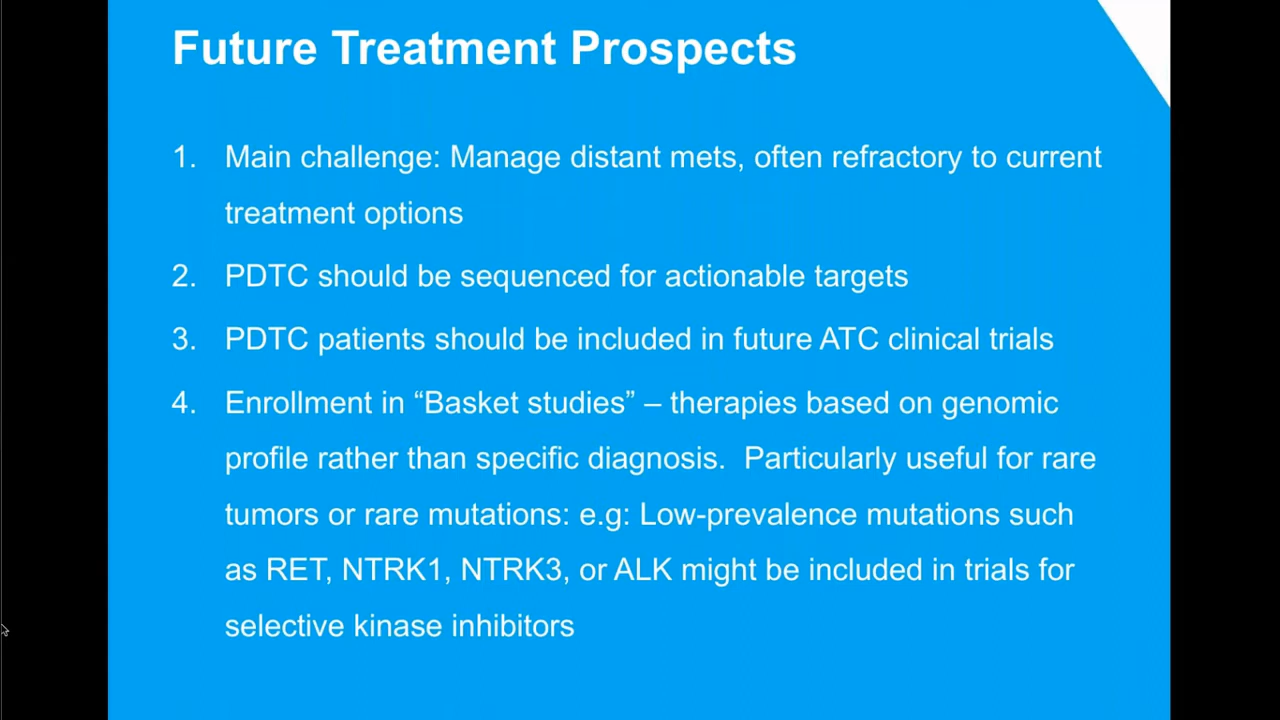 Future Treatment Prospects
1. Main challenge: Manage distant mets, often refractory to current
treatment options
2. PDTC should be sequenced for actionable targets
3. PDTC patients should be included in future ATC clinical trials
4. Enrollment in “Basket studies” – therapies based on genomic
profile rather than specific diagnosis.  Particularly useful for rare
tumors or rare mutations: e.g: Low-prevalence mutations such
as RET, NTRK1, NTRK3, or ALK might be included in trials for
selective kinase inhibitors